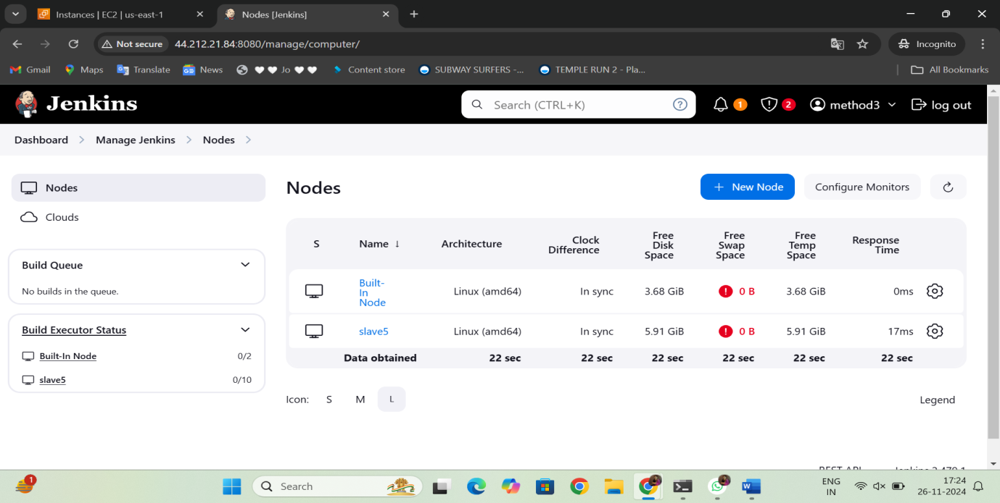 Instances | EC2 | us-east-1
Nodes [Jenkins]
Not secure
44.212.21.84:8080/manage/computer/
Incognito
Gmail
Maps
Translate
News
Jo
Content store
SUBWAY SURFERS -...
TEMPLE RUN 2 - Pla...
All Bookmarks
Jenkins
Search (CTRL+K)
?
1
2
method3
log out
Dashboard > Manage Jenkins > Nodes >
Nodes
Clouds
Build Queue
No builds in the queue.
Build Executor Status
Built-In Node 0/2
slave5 0/10
Nodes
+ New Node
Configure Monitors
S Name ↓ Architecture Clock Difference Free Disk Space Free Swap Space Free Temp Space Response Time
Built-In Node Linux (amd64) In sync 3.68 GiB ! 0 B 3.68 GiB 0ms
slave5 Linux (amd64) In sync 5.91 GiB ! 0 B 5.91 GiB 17ms
Data obtained 22 sec 22 sec 22 sec 22 sec 22 sec 22 sec
Icon: S M L
Legend
REST API
1
Search
ENG
IN
17:24
26-11-2024